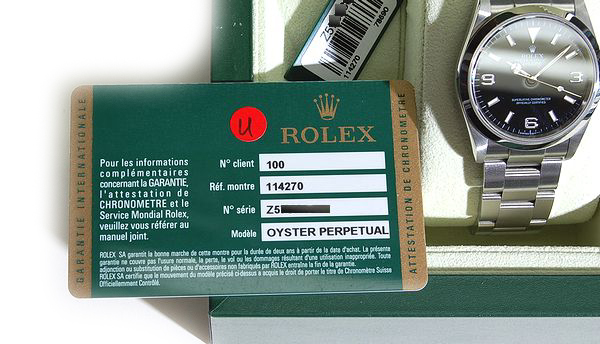 Z5
78690
114270
ROLEX
3
9
6
SUPERLATIVE CHRONOMETER
OFFICIALLY CERTIFIED
GARANTIE INTERNATIONALE
U
ROLEX
ATTESTATION DE CHRONOMETRE
Pour les informations
complémentaires
concernant la GARANTIE,
l'attestation de
CHRONOMETRE et le
Service Mondial Rolex,
veuillez vous référer au
manuel joint.
N° client 100
Réf. montre 114270
N° série Z5
Modèle OYSTER PERPETUAL
ROLEX SA garantit la bonne marche de cette montre pour la durée de deux ans à partir de la date d'achat. La présente
garantie ne couvre pas l'usure normale, la perte, le vol ou les dommages résultant d'une utilisation inappropriée. Toute
adjonction ou substitution de pièces ou d'accessoires non fabriqués par ROLEX entraîne la fin de la garantie.
ROLEX SA certifie que le mouvement du modèle précité ci-dessus a acquis le droit de porter le titre de Chronomètre Suisse
Officiellement Contrôlé.